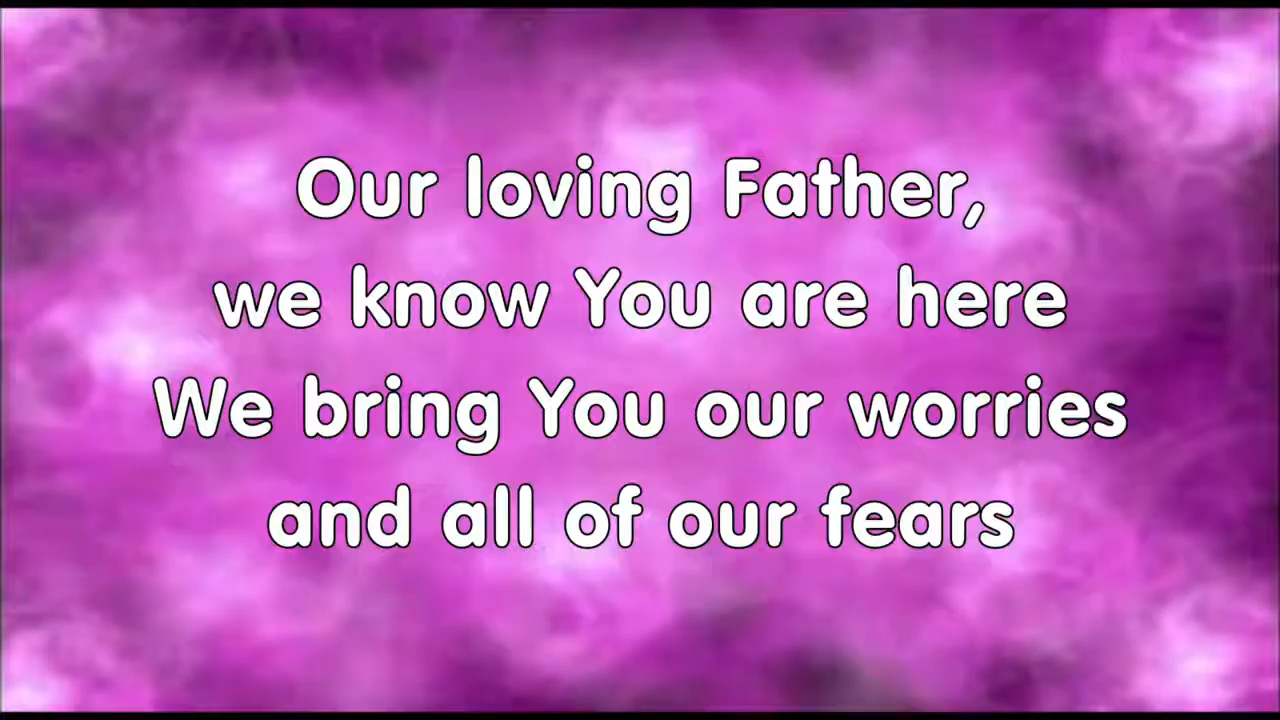 Our loving Father,
we know You are here
We bring You our worries
and all of our fears